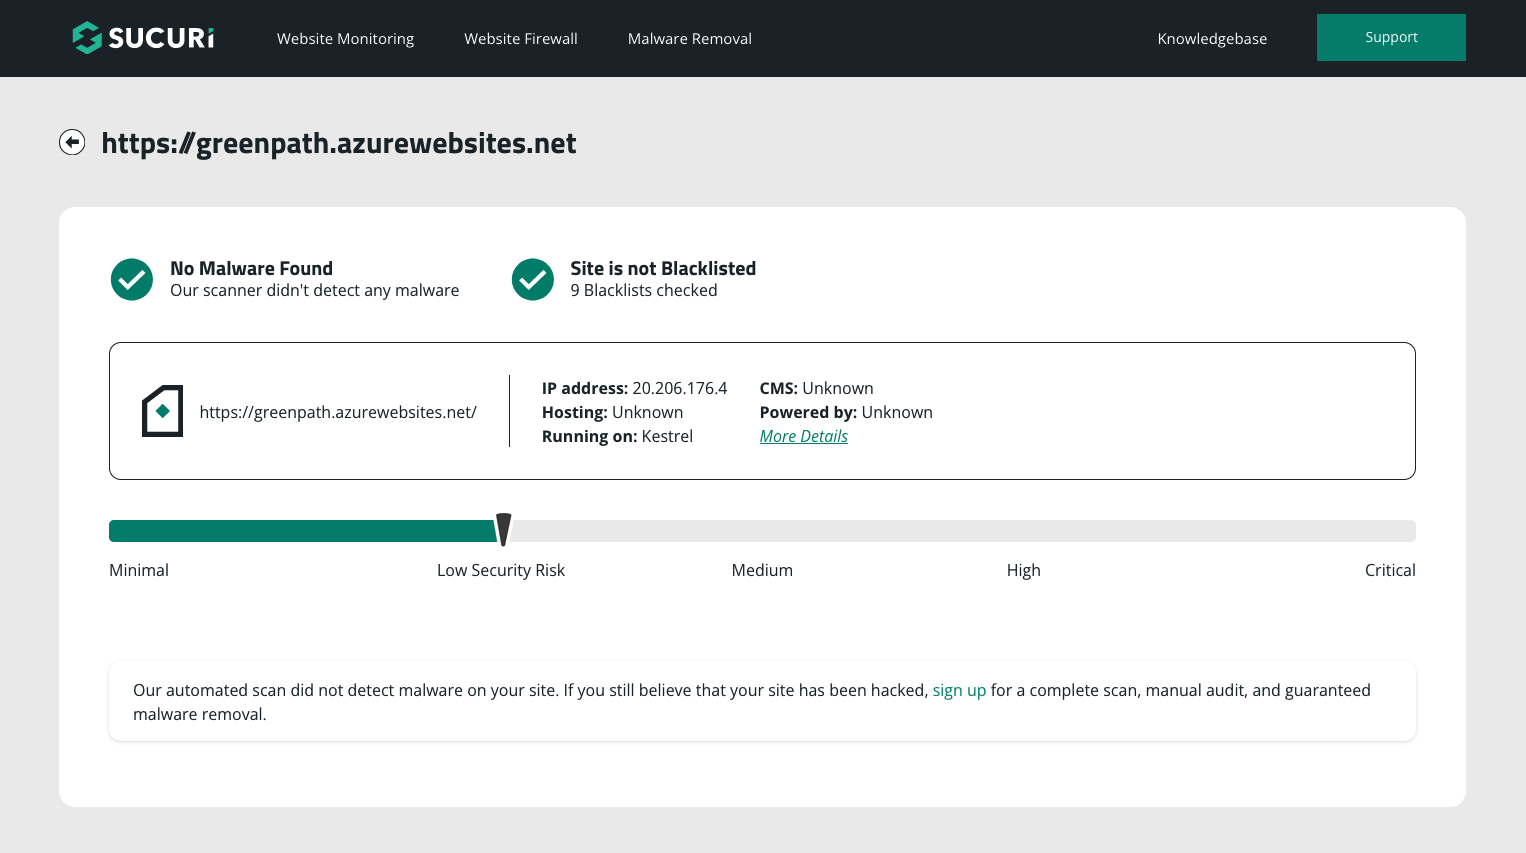 SUCURi
Website Monitoring
Website Firewall
Malware Removal
Knowledgebase
Support
https://greenpath.azurewebsites.net
No Malware Found
Our scanner didn't detect any malware
Site is not Blacklisted
9 Blacklists checked
https://greenpath.azurewebsites.net/
IP address: 20.206.176.4
Hosting: Unknown
Running on: Kestrel
CMS: Unknown
Powered by: Unknown
More Details
Minimal
Low Security Risk
Medium
High
Critical
Our automated scan did not detect malware on your site. If you still believe that your site has been hacked, sign up for a complete scan, manual audit, and guaranteed
malware removal.